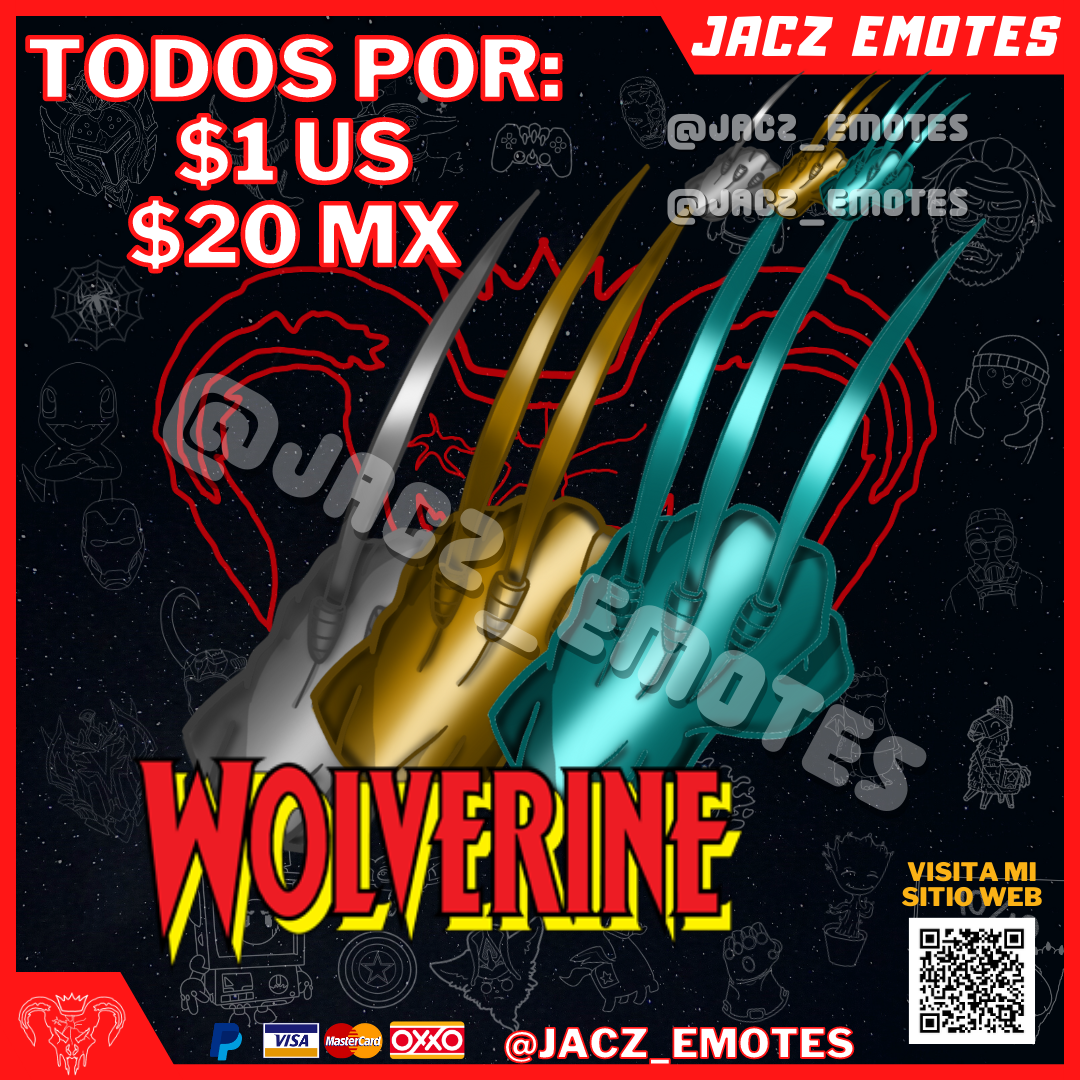 JACZ EMOTES
TODOS POR:
$1 US
$20 MX
@JACZ_EMOTES
@JACZ_EMOTES
@JACZ_EMOTES
WOLVERINE
VISITA MI
SITIO WEB
VISA
MasterCard
OXXO
@JACZ_EMOTES